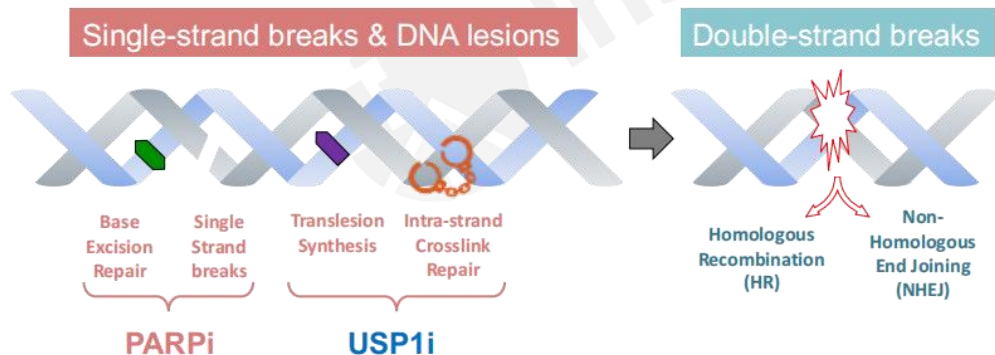 Single-strand breaks & DNA lesions
Double-strand breaks
Base
Excision
Repair
Single
Strand
breaks
Translesion
Synthesis
Intra-strand
Crosslink
Repair
PARPi
USP1i
Homologous
Recombination
(HR)
Non-
Homologous
End Joining
(NHEJ)